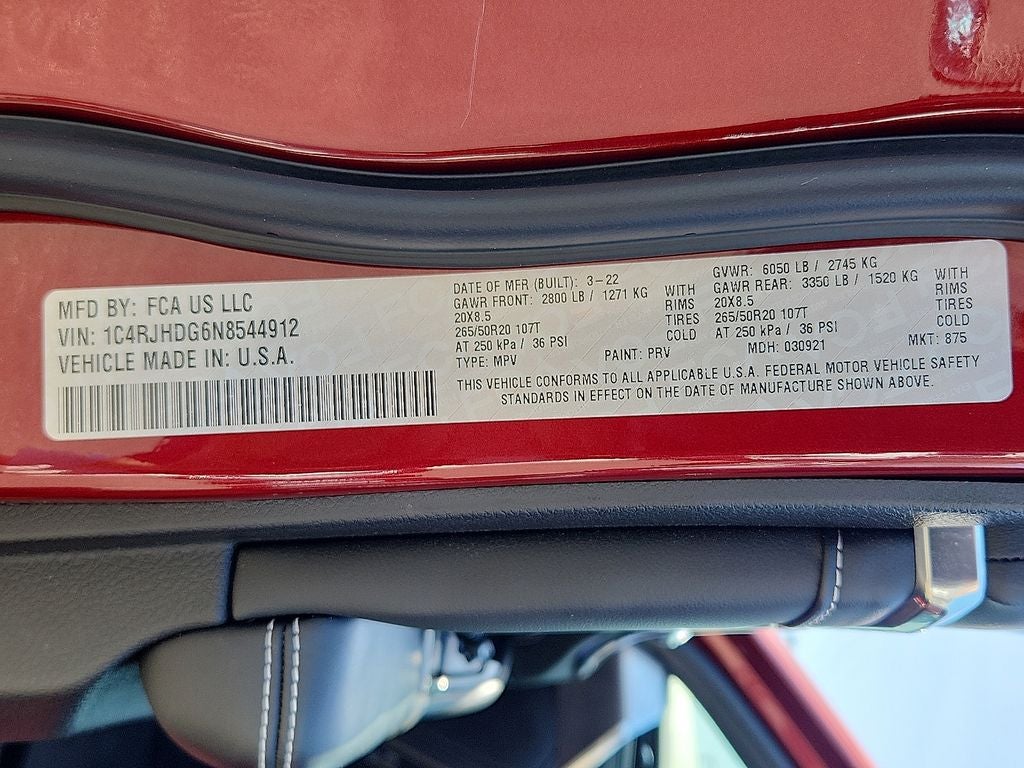 MFD BY: FCA US LLC
VIN: 1C4RJHDG6N8544912
VEHICLE MADE IN: U.S.A.
DATE OF MFR (BUILT): 3-22
GAWR FRONT: 2800 LB / 1271 KG WITH
20X8.5 RIMS
265/50R20 107T TIRES
AT 250 kPa / 36 PSI COLD
TYPE: MPV PAINT: PRV
GVWR: 6050 LB / 2745 KG
GAWR REAR: 3350 LB / 1520 KG WITH
20X8.5 RIMS
265/50R20 107T TIRES
AT 250 kPa / 36 PSI COLD
MDH: 030921 MKT: 875
THIS VEHICLE CONFORMS TO ALL APPLICABLE U.S.A. FEDERAL MOTOR VEHICLE SAFETY
STANDARDS IN EFFECT ON THE DATE OF MANUFACTURE SHOWN ABOVE.